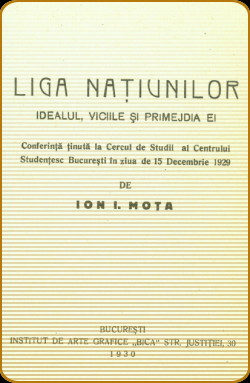 LIGA NAȚIUNILOR
IDEALUL, VICIILE ȘI PRIMEJDIA EI
Conferință ținută la Cercul de Studii al Centrului
Studențesc București în ziua de 15 Decembrie 1929
DE
ION I. MOȚA
BUCUREȘTI
INSTITUT DE ARTE GRAFICE „BICA” STR. JUSTIȚIEI, 30
1930